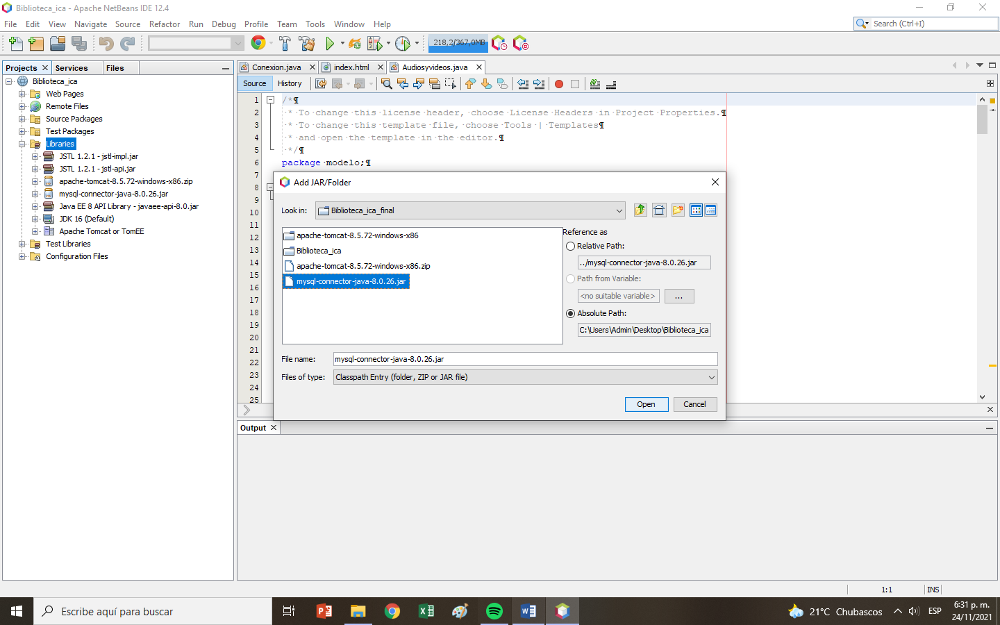 Biblioteca_ica - Apache NetBeans IDE 12.4
File Edit View Navigate Source Refactor Run Debug Profile Team Tools Window Help
Search (Ctrl+I)
218,2/367,0MB
Projects Services Files
Biblioteca_ica
Web Pages
Remote Files
Source Packages
Test Packages
Libraries
JSTL 1.2.1 - jstl-impl.jar
JSTL 1.2.1 - jstl-api.jar
apache-tomcat-8.5.72-windows-x86.zip
mysql-connector-java-8.0.26.jar
Java EE 8 API Library - javaee-api-8.0.jar
JDK 16 (Default)
Apache Tomcat or TomEE
Test Libraries
Configuration Files
Conexion.java index.html Audiosyvideos.java
Source History
1 /*¶
2 * To change this license header, choose License Headers in Project Properties.¶
3 * To change this template file, choose Tools | Templates¶
4 * and open the template in the editor.¶
5 */¶
6 package modelo;¶
7
8
9
10
11
12
13
14
15
16
17
18
19
20
21
22
23
24
25
Add JAR/Folder
Look in: Biblioteca_ica_final
apache-tomcat-8.5.72-windows-x86
Biblioteca_ica
apache-tomcat-8.5.72-windows-x86.zip
mysql-connector-java-8.0.26.jar
Reference as
Relative Path:
../mysql-connector-java-8.0.26.jar
Path from Variable:
<no suitable variable> ...
Absolute Path:
C:\Users\Admin\Desktop\Biblioteca_ica
File name: mysql-connector-java-8.0.26.jar
Files of type: Classpath Entry (folder, ZIP or JAR file)
Open Cancel
Output
1:1 INS
Escribe aquí para buscar
21°C Chubascos
ESP
6:31 p. m.
24/11/2021